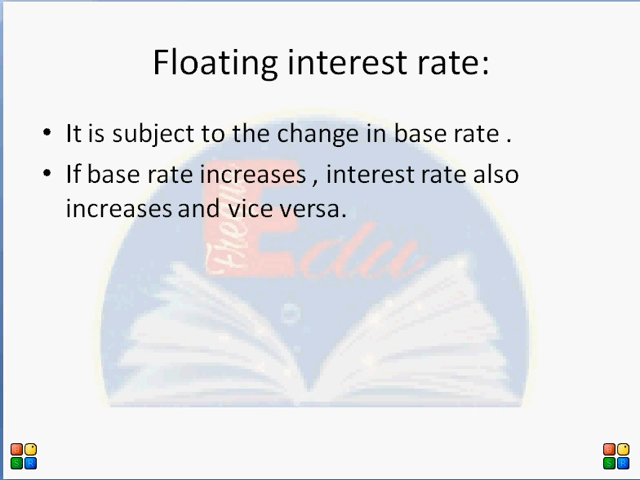 Floating interest rate:
• It is subject to the change in base rate .
• If base rate increases , interest rate also
increases and vice versa.
Edu